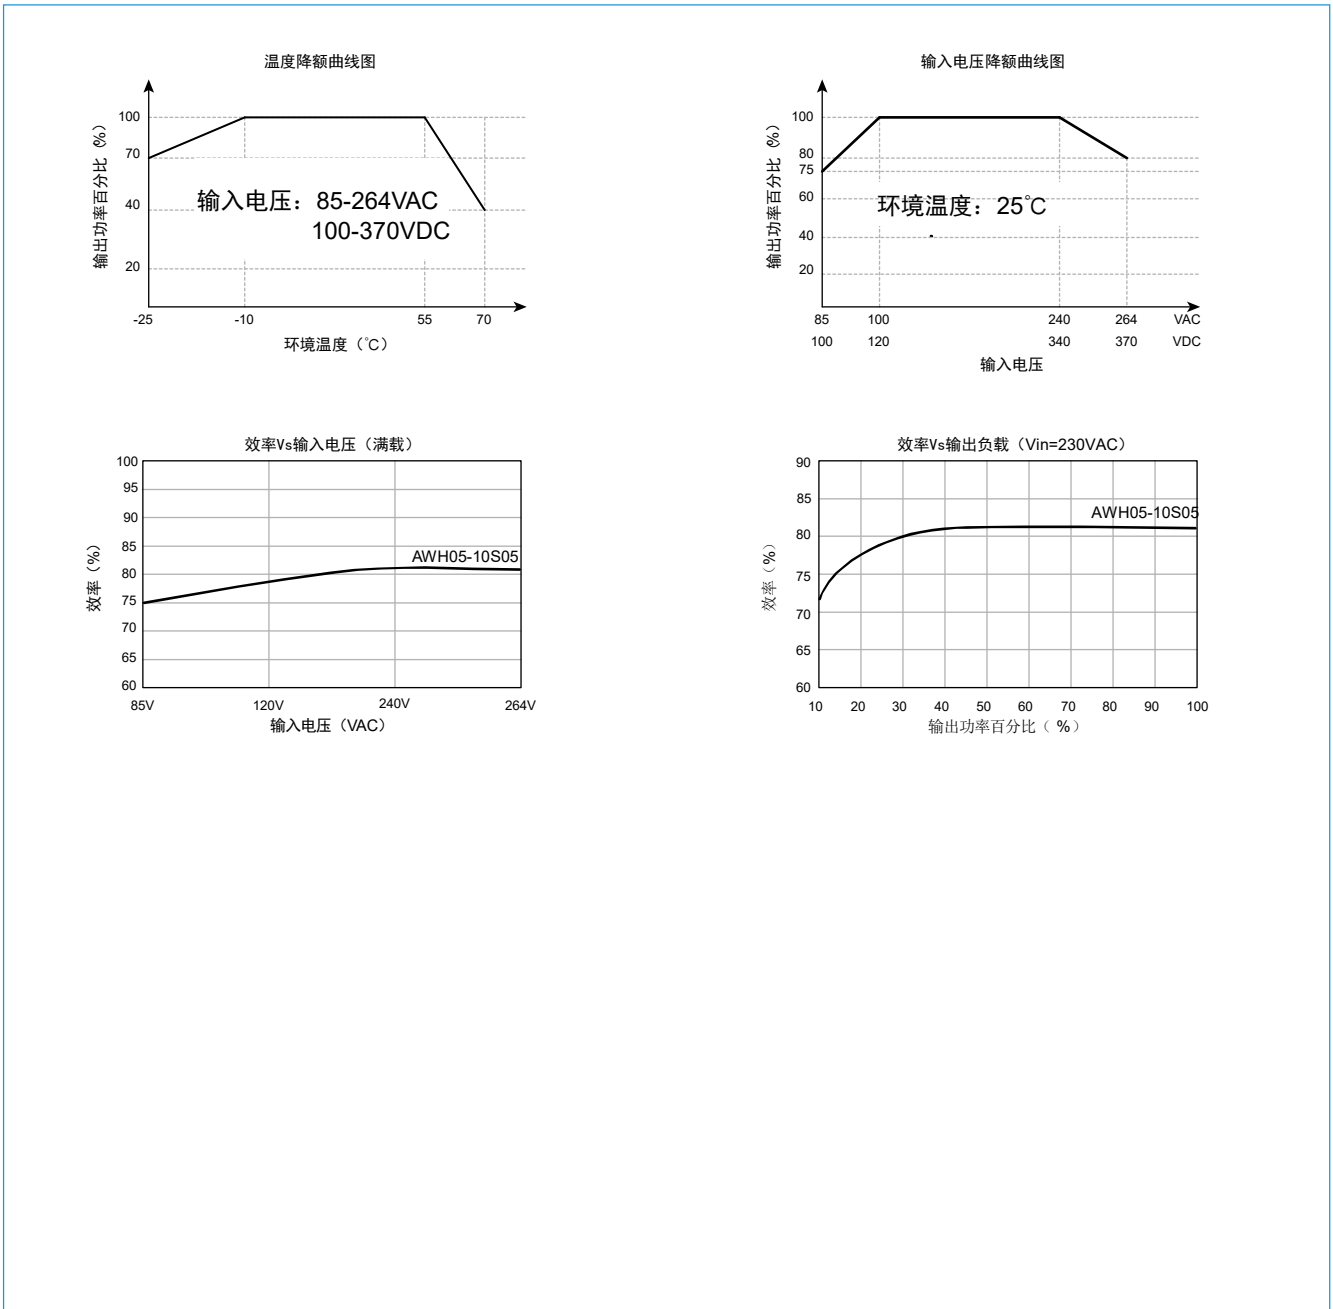 温度降额曲线图
输出功率百分比（%）
100
70
40
20
输入电压：85-264VAC
100-370VDC
-25 -10 55 70
环境温度（℃）
输入电压降额曲线图
输出功率百分比（%）
100
80
75
60
40
20
环境温度：25℃
85 100 240 264 VAC
100 120 340 370 VDC
输入电压
效率Vs输入电压（满载）
效率（%）
100
95
90
85
80
75
70
65
60
AWH05-10S05
85V 120V 240V 264V
输入电压（VAC）
效率Vs输出负载（Vin=230VAC）
效率（%）
90
85
80
75
70
65
60
AWH05-10S05
10 20 30 40 50 60 70 80 90 100
输出功率百分比（ %）